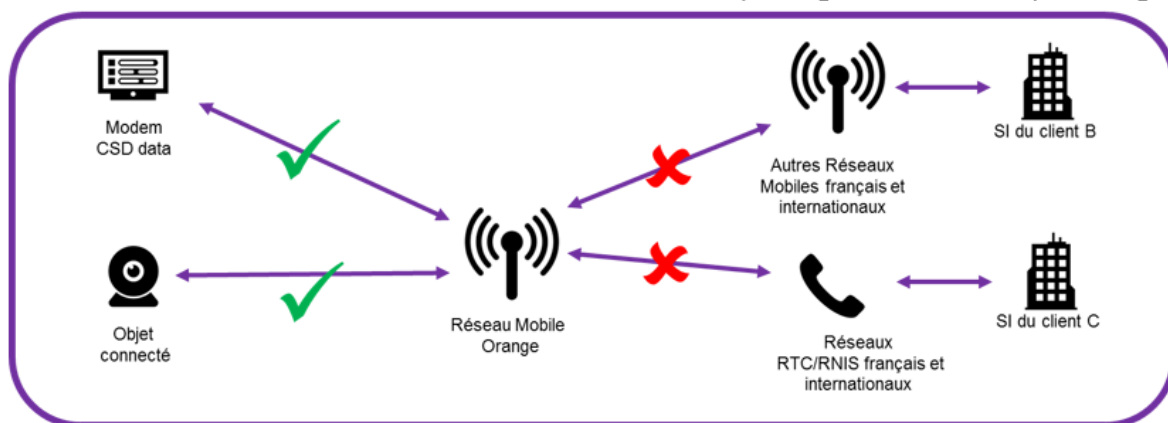 Modem
CSD data
Autres Réseaux
Mobiles français et
internationaux
SI du client B
Objet
connecté
Réseau Mobile
Orange
Réseaux
RTC/RNIS français et
internationaux
SI du client C